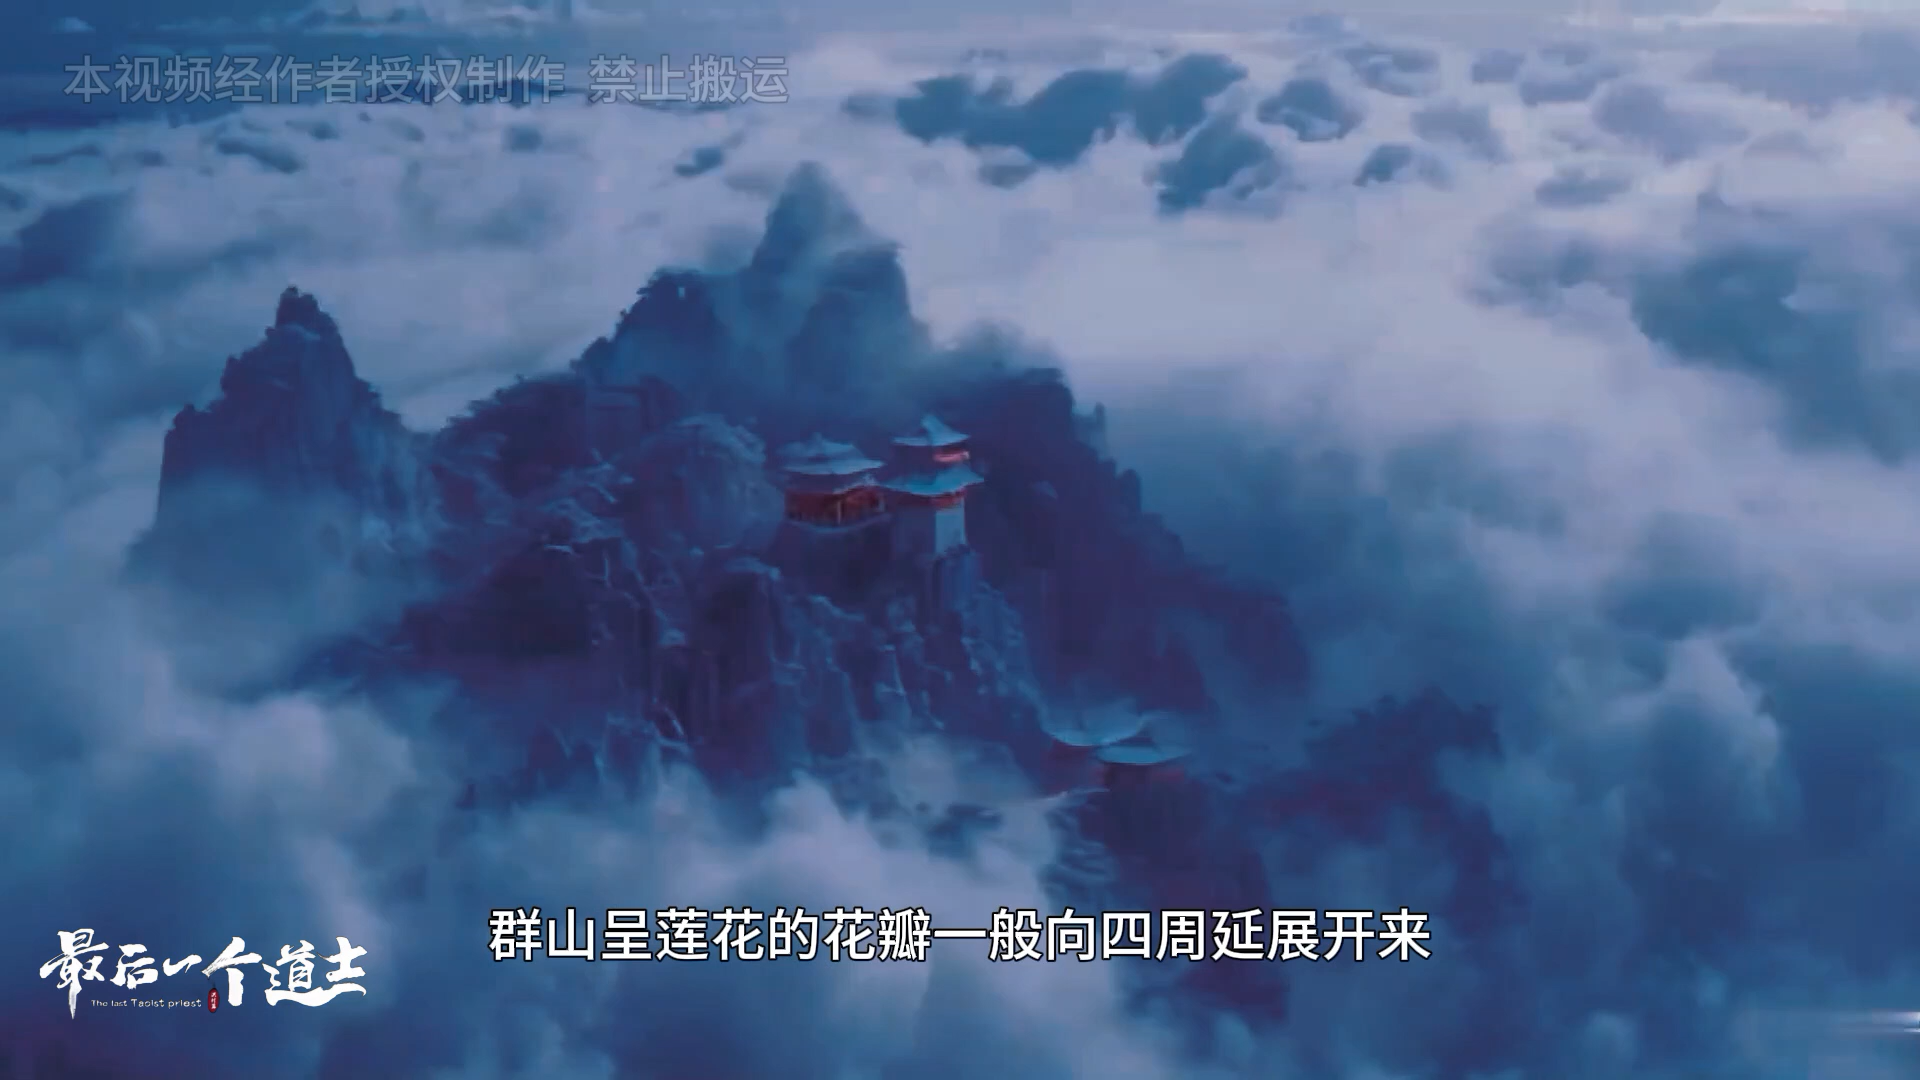 本视频经作者授权制作 禁止搬运
群山呈莲花的花瓣一般向四周延展开来
最后一个道士
The last Taoist priest